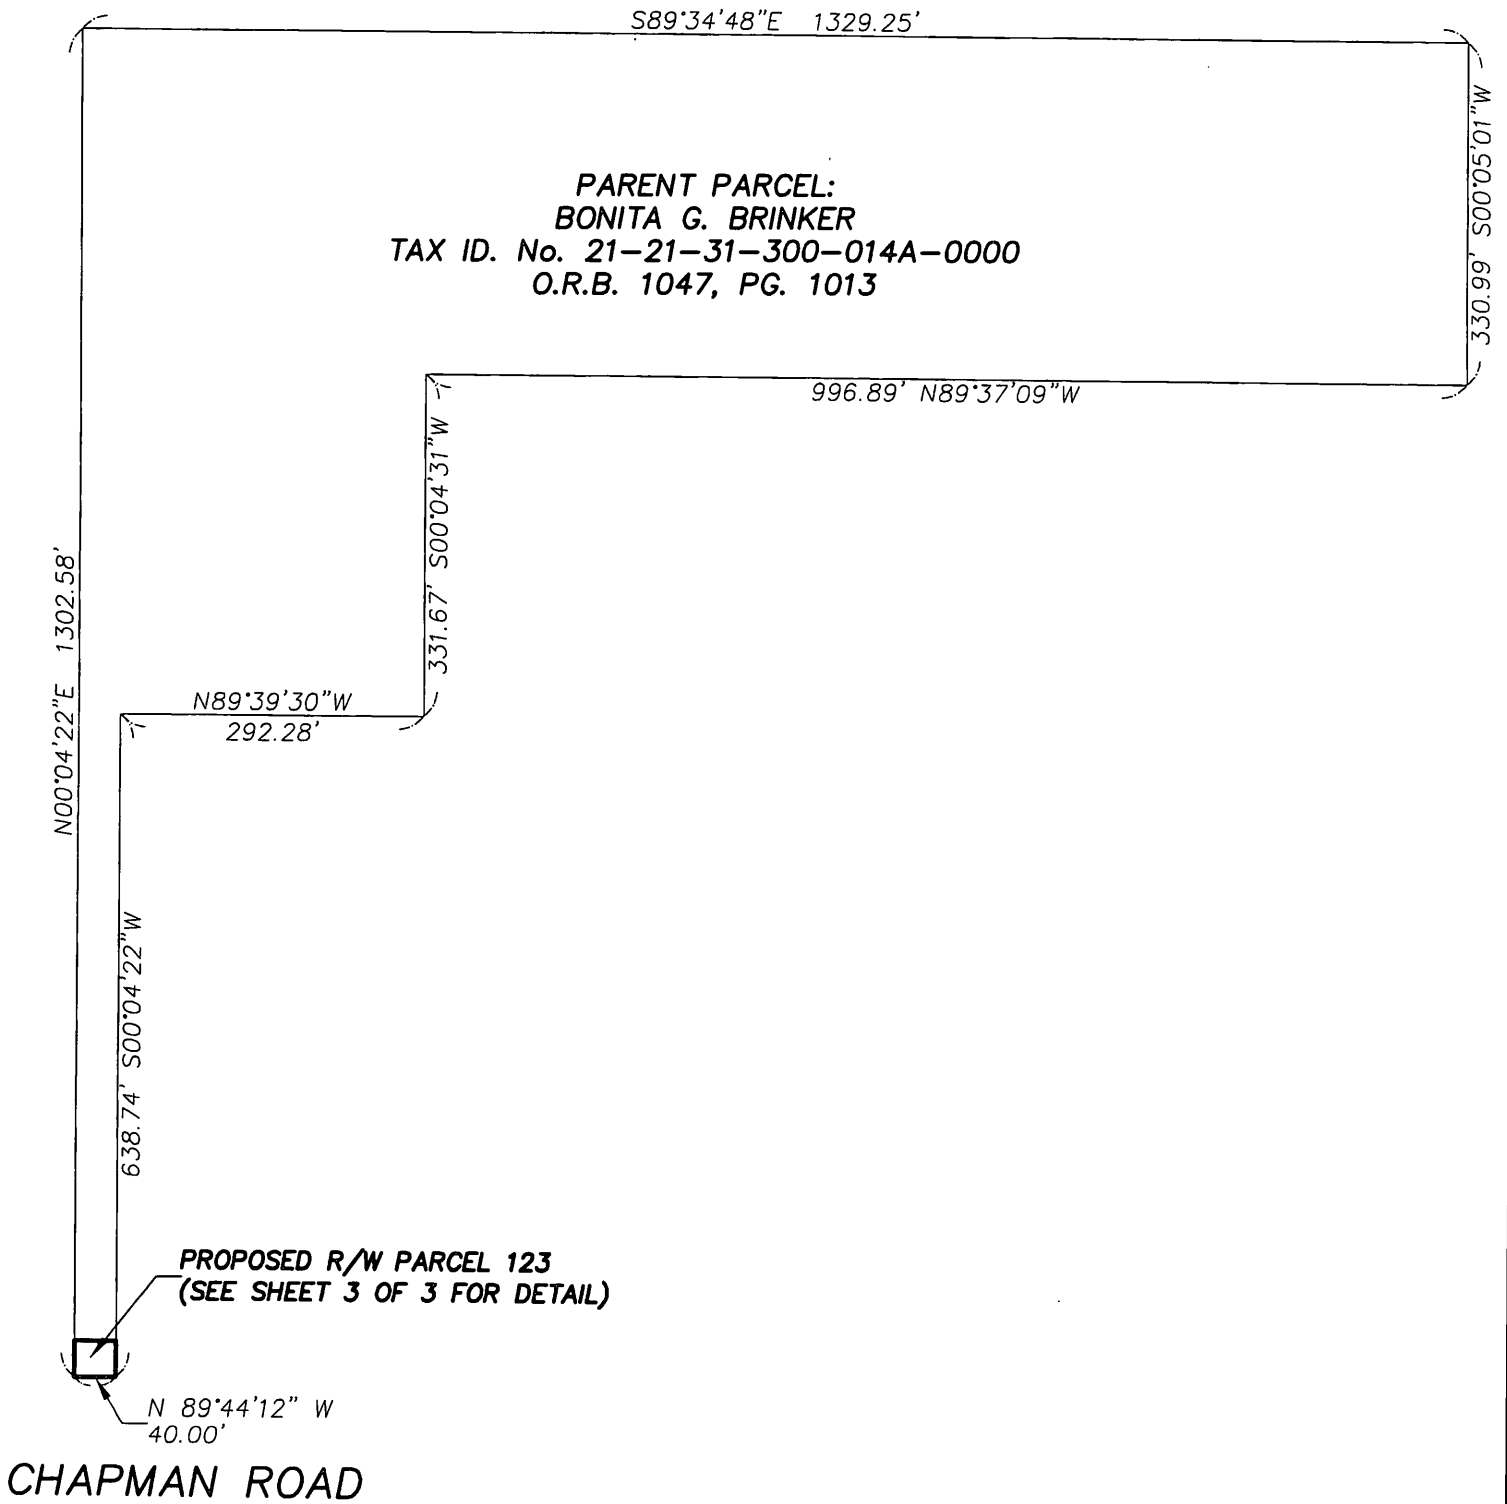 S89°34'48"E 1329.25'
330.99' S00°05'01"W
PARENT PARCEL:
BONITA G. BRINKER
TAX ID. No. 21-21-31-300-014A-0000
O.R.B. 1047, PG. 1013
996.89' N89°37'09"W
331.67' S00°04'31"W
N00°04'22"E 1302.58'
N89°39'30"W
292.28'
638.74' S00°04'22"W
PROPOSED R/W PARCEL 123
(SEE SHEET 3 OF 3 FOR DETAIL)
N 89°44'12" W
40.00'
CHAPMAN ROAD